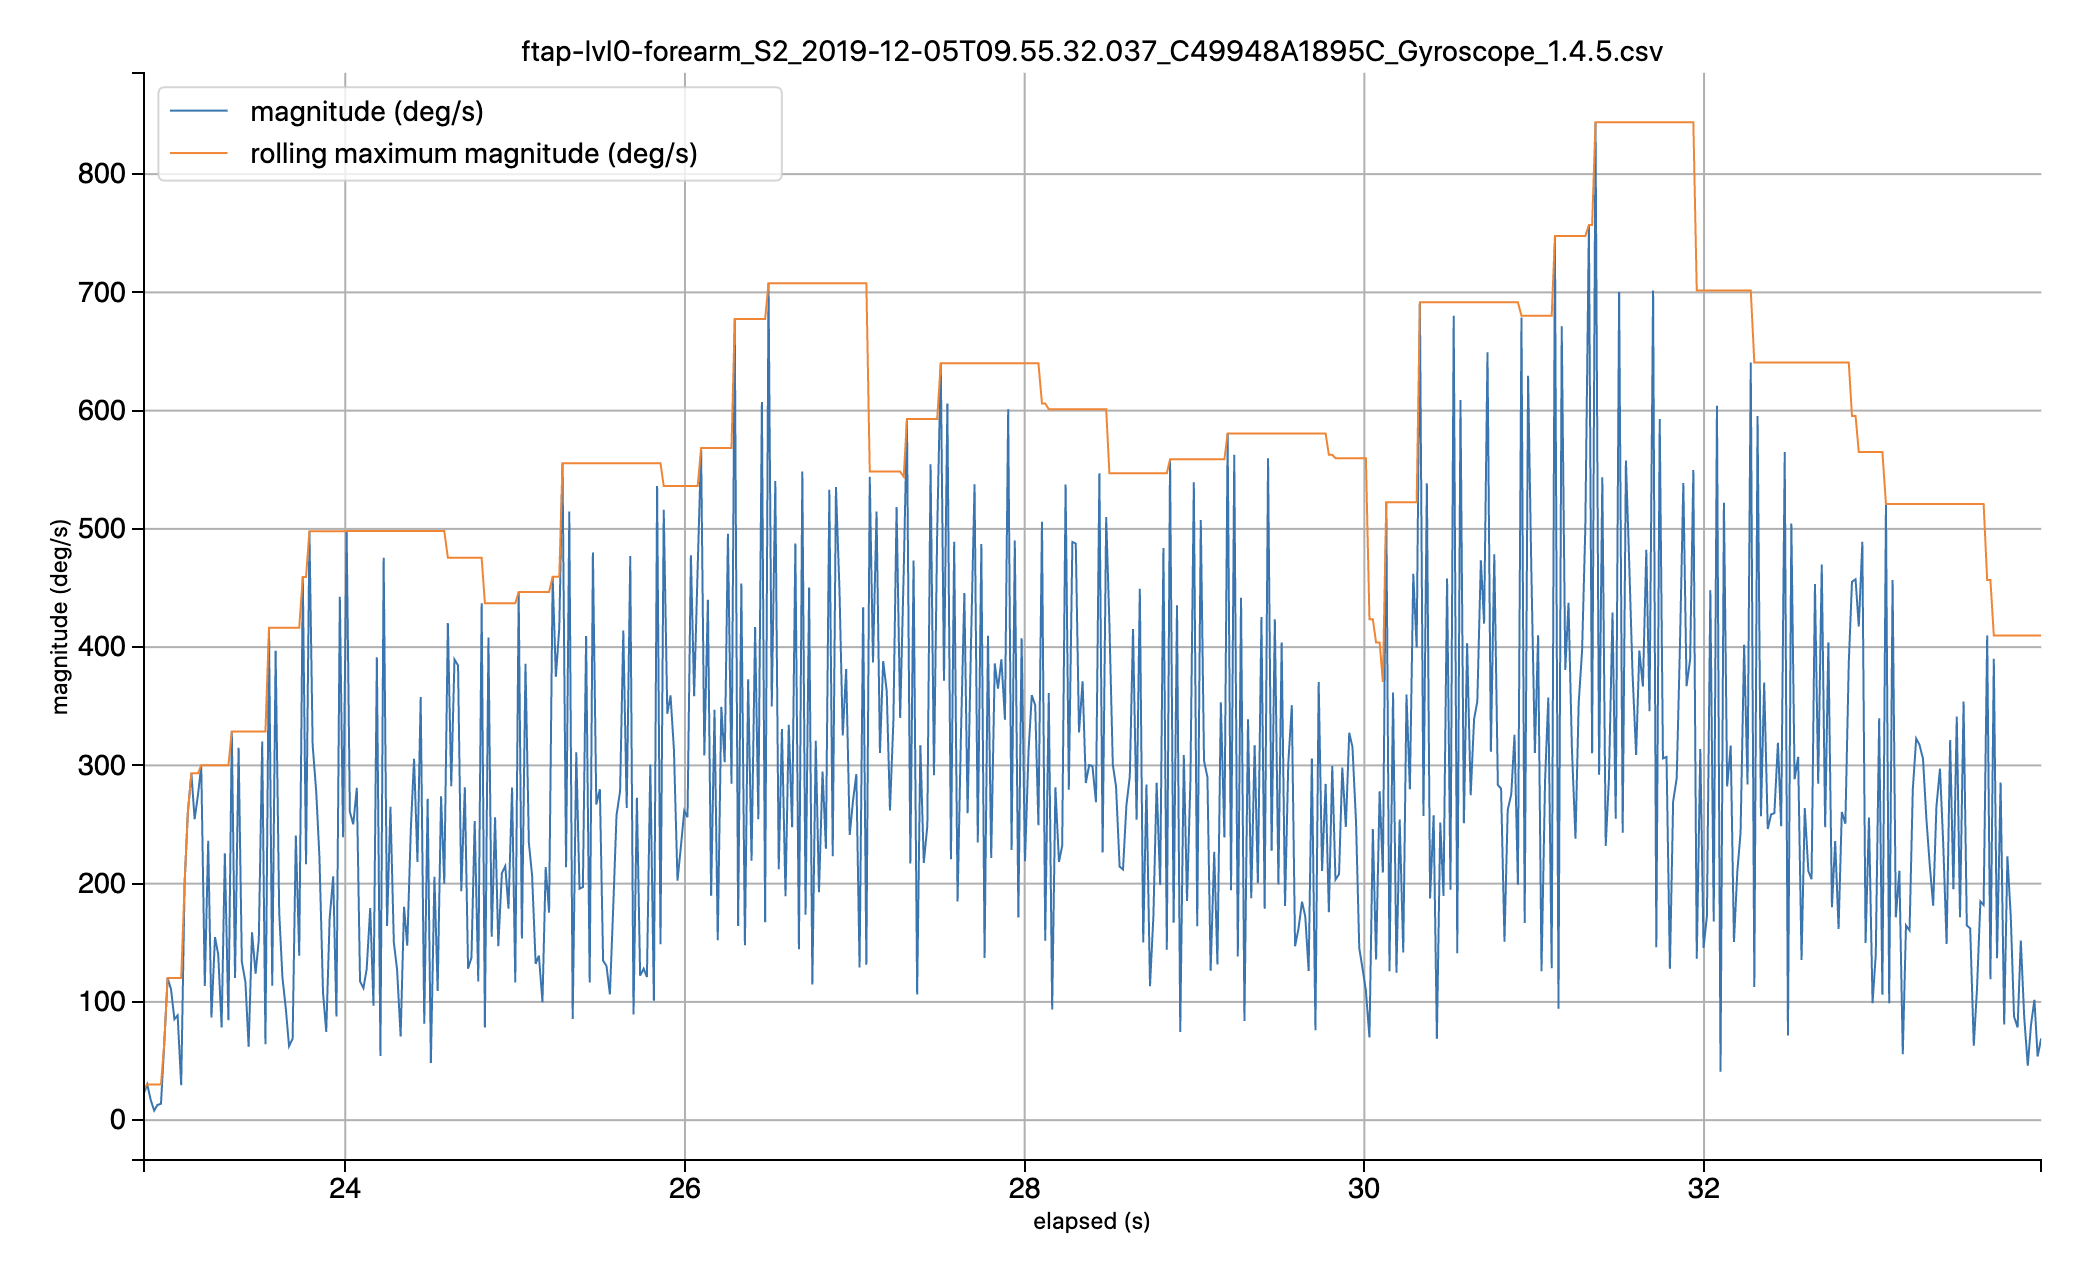 ftap-lvl0-forearm_S2_2019-12-05T09.55.32.037_C49948A1895C_Gyroscope_1.4.5.csv
magnitude (deg/s)
rolling maximum magnitude (deg/s)
800
700
600
500
400
300
200
100
0
magnitude (deg/s)
24
26
28
30
32
elapsed (s)